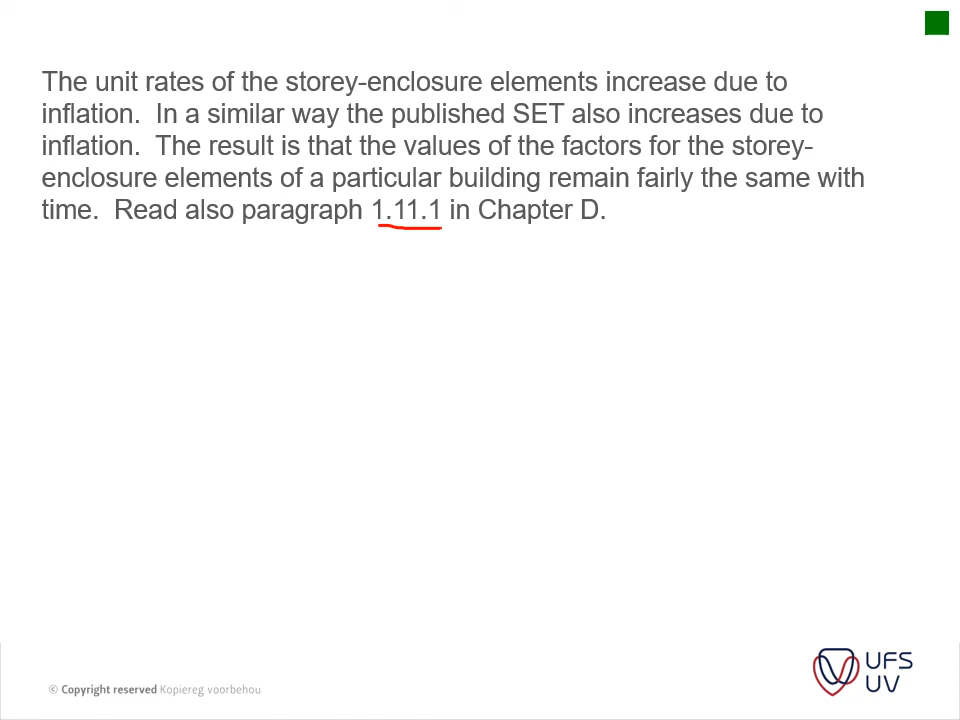 The unit rates of the storey-enclosure elements increase due to
inflation.  In a similar way the published SET also increases due to
inflation.  The result is that the values of the factors for the storey-
enclosure elements of a particular building remain fairly the same with
time.  Read also paragraph 1.11.1 in Chapter D.
© Copyright reserved Kopiereg voorbehou
UFS
UV